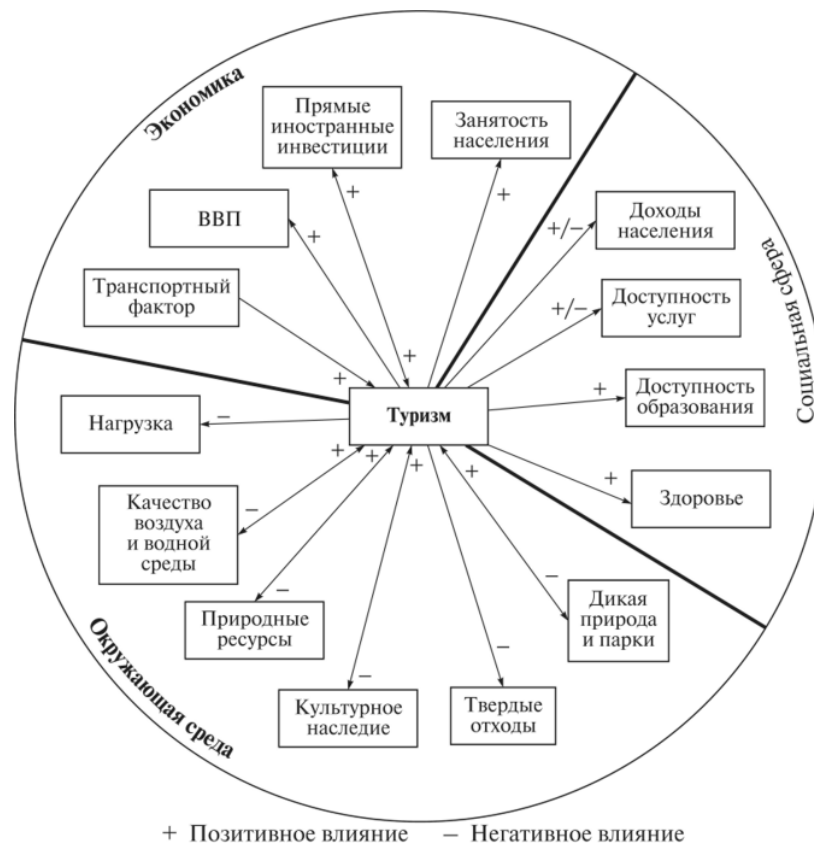 Экономика
Прямые
иностранные
инвестиции
Занятость
населения
+
+
ВВП
+
+/−
Доходы
населения
Социальная сфера
Транспортный
фактор
+/−
Доступность
услуг
+
+
Туризм
+
Доступность
образования
Нагрузка
−
+
+
+
+
+
Здоровье
Качество
воздуха
и водной
среды
−
−
−
Дикая
природа
и парки
Природные
ресурсы
−
−
Окружающая среда
Культурное
наследие
Твердые
отходы
+ Позитивное влияние
− Негативное влияние